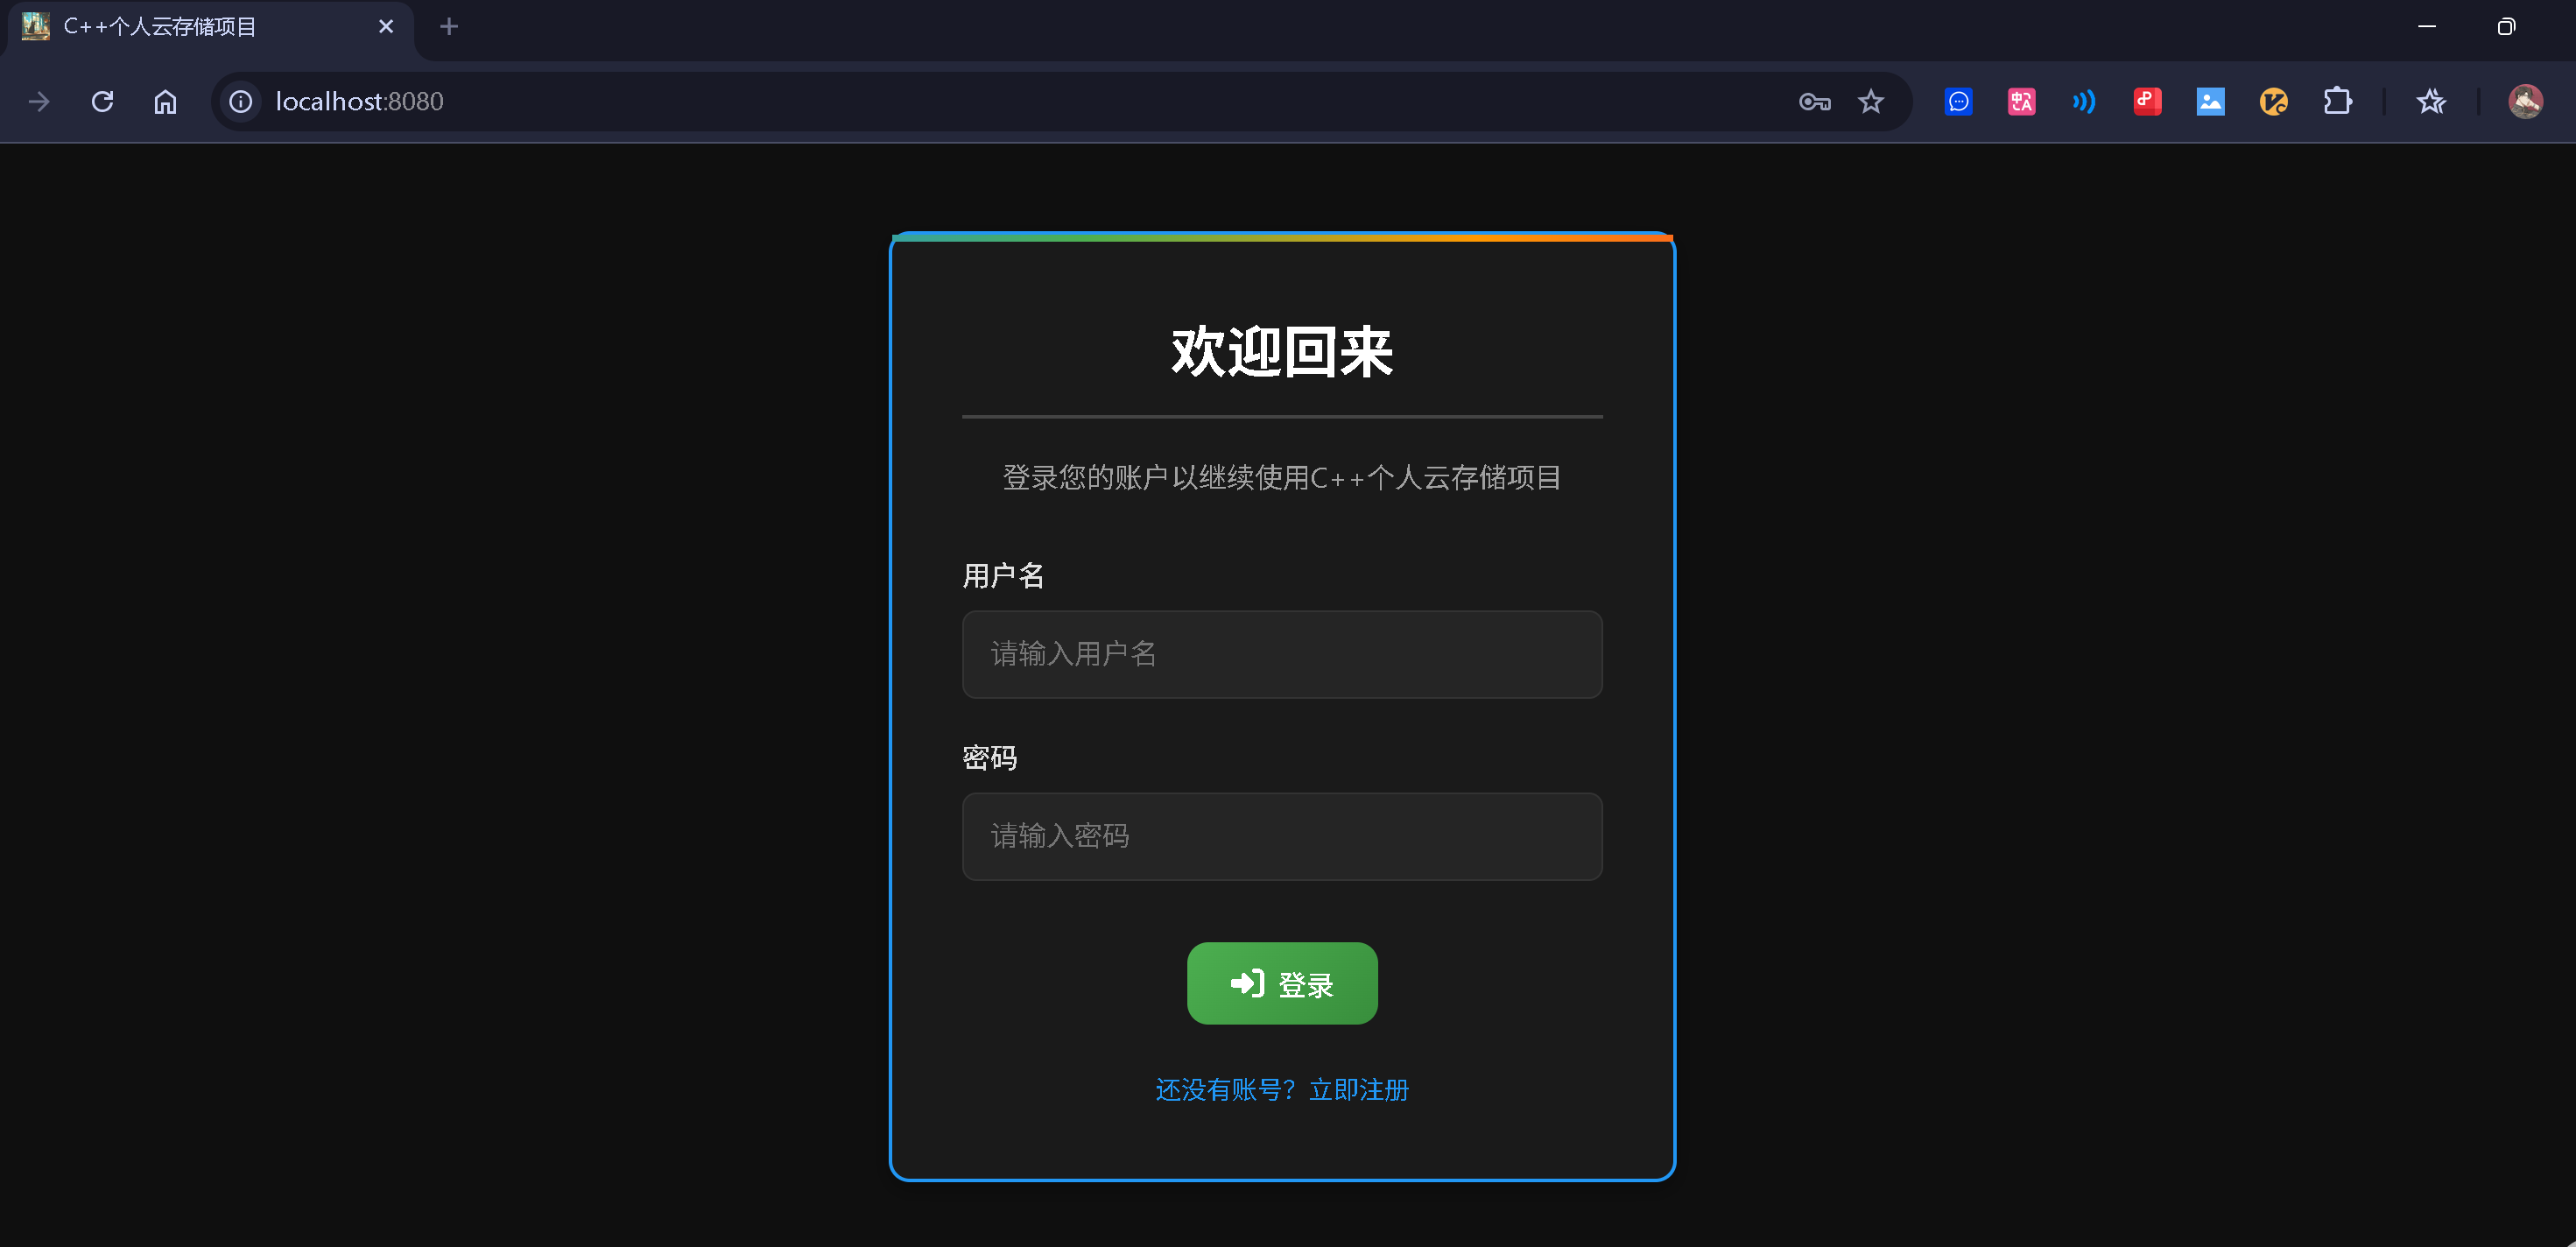 C++个人云存储项目
localhost:8080
欢迎回来
登录您的账户以继续使用C++个人云存储项目
用户名
请输入用户名
密码
请输入密码
登录
还没有账号？立即注册